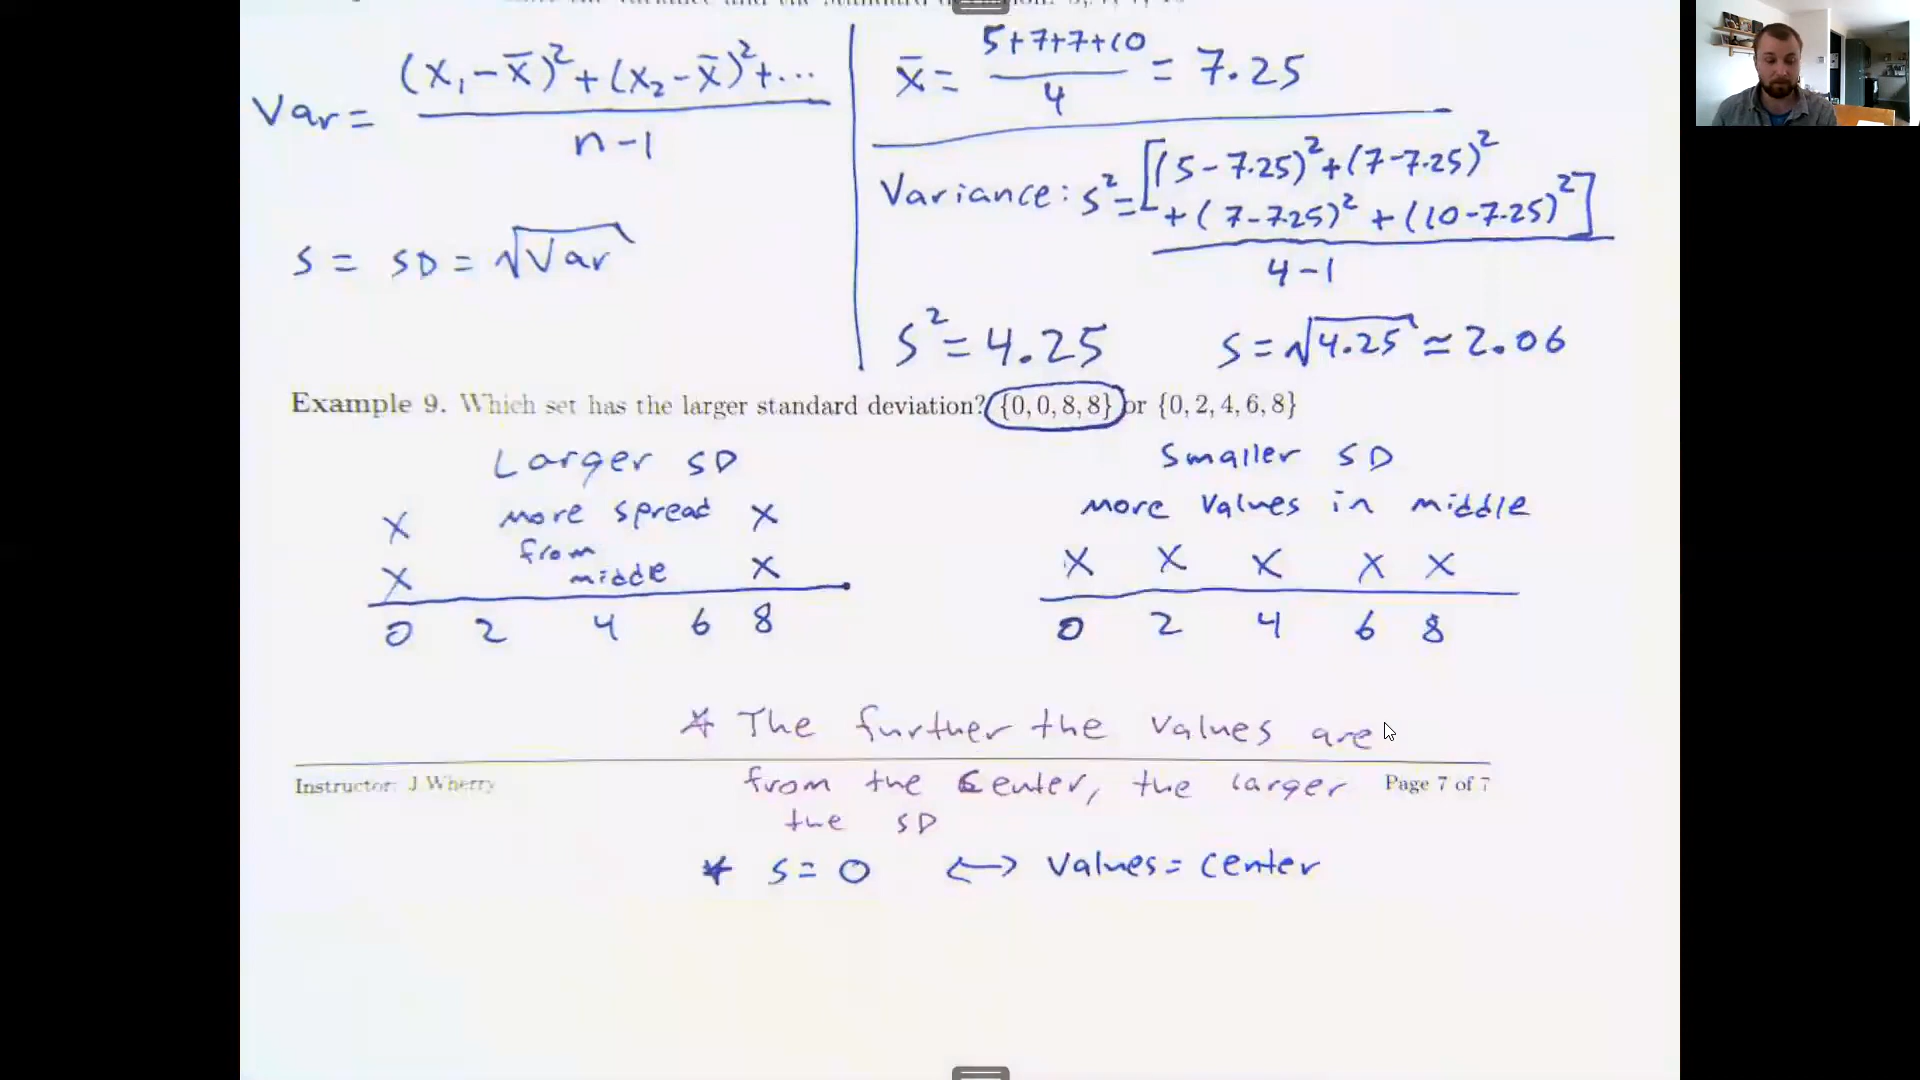 Var = (x₁ - x̄)² + (x₂ - x̄)² + ...
n - 1
s = SD = √Var
x̄ = 5+7+7+10 = 7.25
4
Variance: s² = [(5 - 7.25)² + (7 - 7.25)²
+ (7 - 7.25)² + (10 - 7.25)²]
4 - 1
s² = 4.25 s = √4.25 ≃ 2.06
Example 9. Which set has the larger standard deviation? {0, 0, 8, 8} or {0, 2, 4, 6, 8}
Larger SD
more spread
from
middle
X X
X X
0 2 4 6 8
Smaller SD
more values in middle
X X X X X
0 2 4 6 8
* The further the values are
from the center, the larger
the SD
Instructor: J Wherry
Page 7 of 7
* s = 0 ↔ values = center